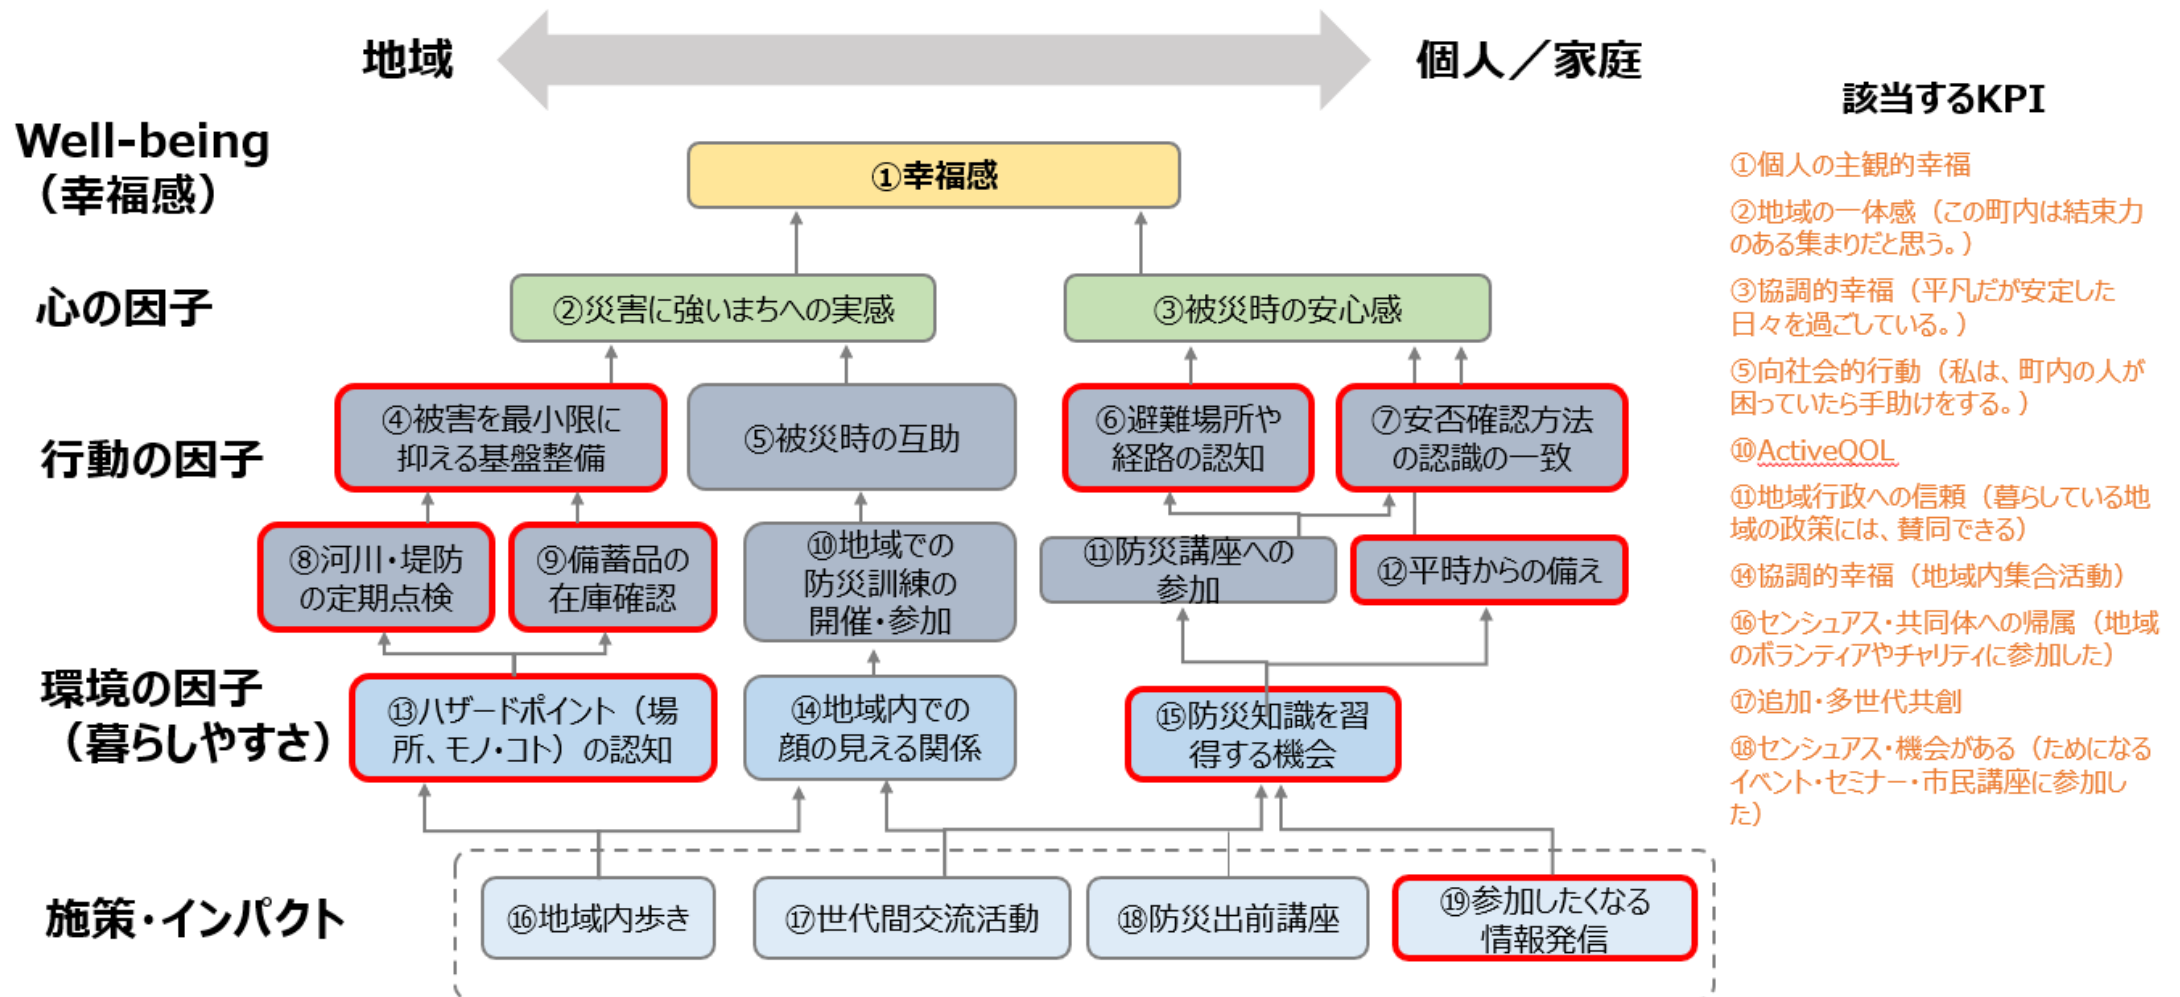 地域
個人／家庭
該当するKPI
Well-being
（幸福感）
①幸福感
心の因子
②災害に強いまちへの実感
③被災時の安心感
行動の因子
④被害を最小限に
抑える基盤整備
⑤被災時の互助
⑥避難場所や
経路の認知
⑦安否確認方法
の認識の一致
⑧河川・堤防
の定期点検
⑨備蓄品の
在庫確認
⑩地域での
防災訓練の
開催・参加
⑪防災講座への
参加
⑫平時からの備え
環境の因子
（暮らしやすさ）
⑬ハザードポイント（場
所、モノ・コト）の認知
⑭地域内での
顔の見える関係
⑮防災知識を習
得する機会
施策・インパクト
⑯地域内歩き
⑰世代間交流活動
⑱防災出前講座
⑲参加したくなる
情報発信
①個人の主観的幸福
②地域の一体感（この町内は結束力
のある集まりだと思う。）
③協調的幸福（平凡だが安定した
日々を過ごしている。）
⑤向社会的行動（私は、町内の人が
困っていたら手助けをする。）
⑩ActiveQOL
⑪地域行政への信頼（暮らしている地
域の政策には、賛同できる）
⑭協調的幸福（地域内集合活動）
⑯センシュアス・共同体への帰属（地域
のボランティアやチャリティに参加した）
⑰追加・多世代共創
⑱センシュアス・機会がある（ためになる
イベント・セミナー・市民講座に参加し
た）